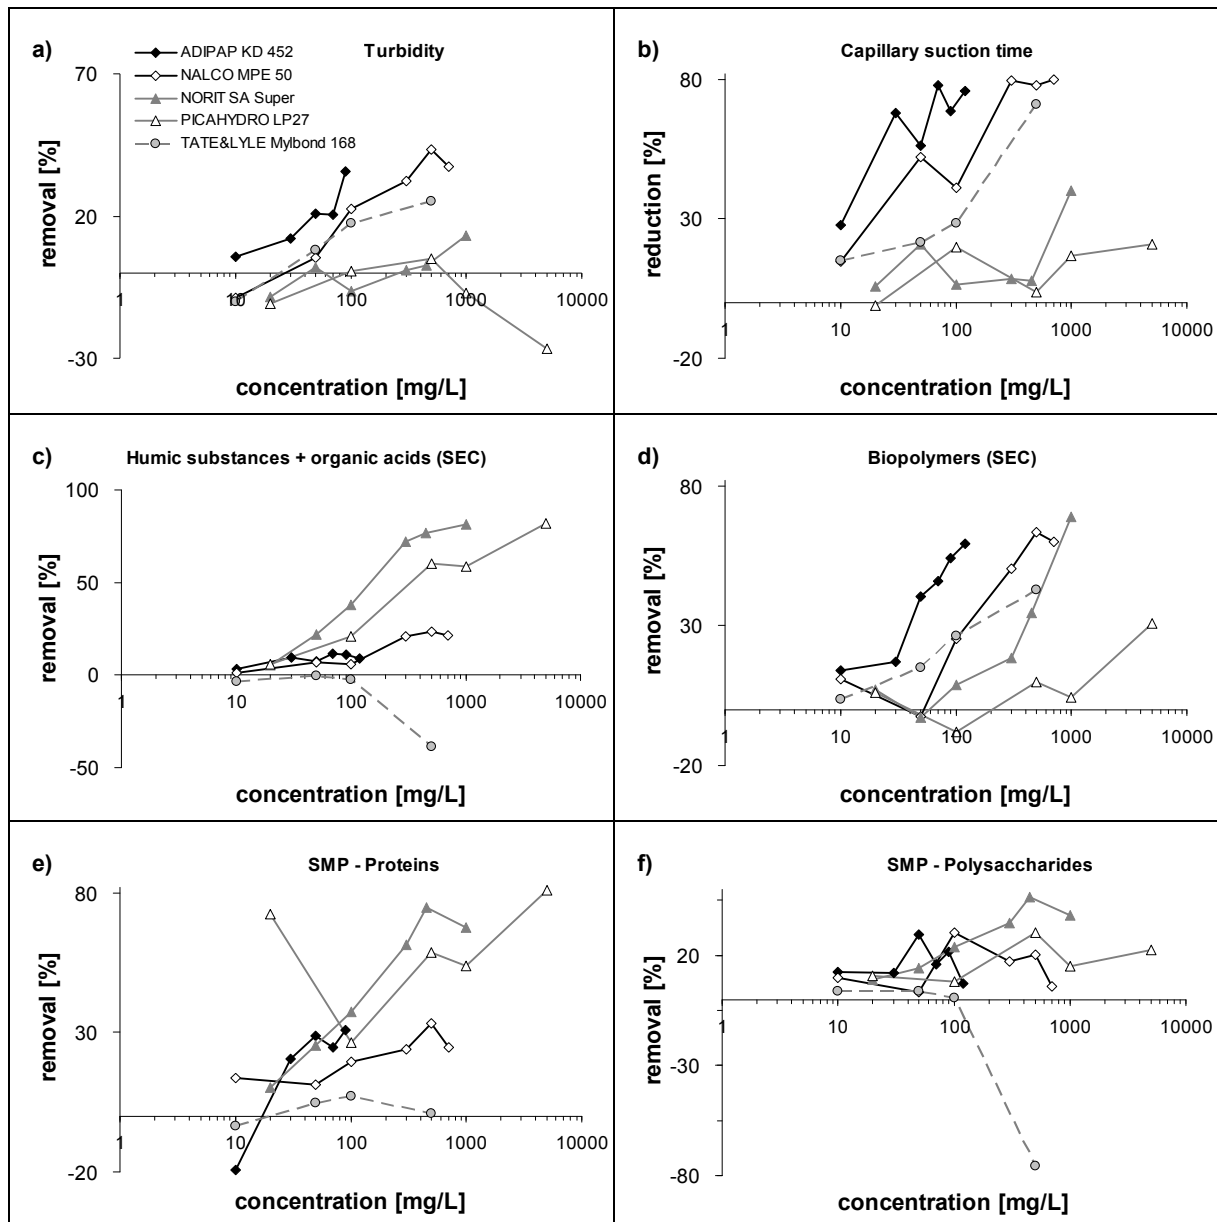 a)
Turbidity
ADIPAP KD 452
NALCO MPE 50
NORIT SA Super
PICAHYDRO LP27
TATE&LYLE Mylbond 168
removal [%]
70
20
-30
1 10 100 1000 10000
concentration [mg/L]
b)
Capillary suction time
reduction [%]
80
30
-20
1 10 100 1000 10000
concentration [mg/L]
c)
Humic substances + organic acids (SEC)
removal [%]
100
50
0
-50
1 10 100 1000 10000
concentration [mg/L]
d)
Biopolymers (SEC)
removal [%]
80
30
-20
1 10 100 1000 10000
concentration [mg/L]
e)
SMP - Proteins
removal [%]
80
30
-20
1 10 100 1000 10000
concentration [mg/L]
f)
SMP - Polysaccharides
removal [%]
20
-30
-80
1 10 100 1000 10000
concentration [mg/L]